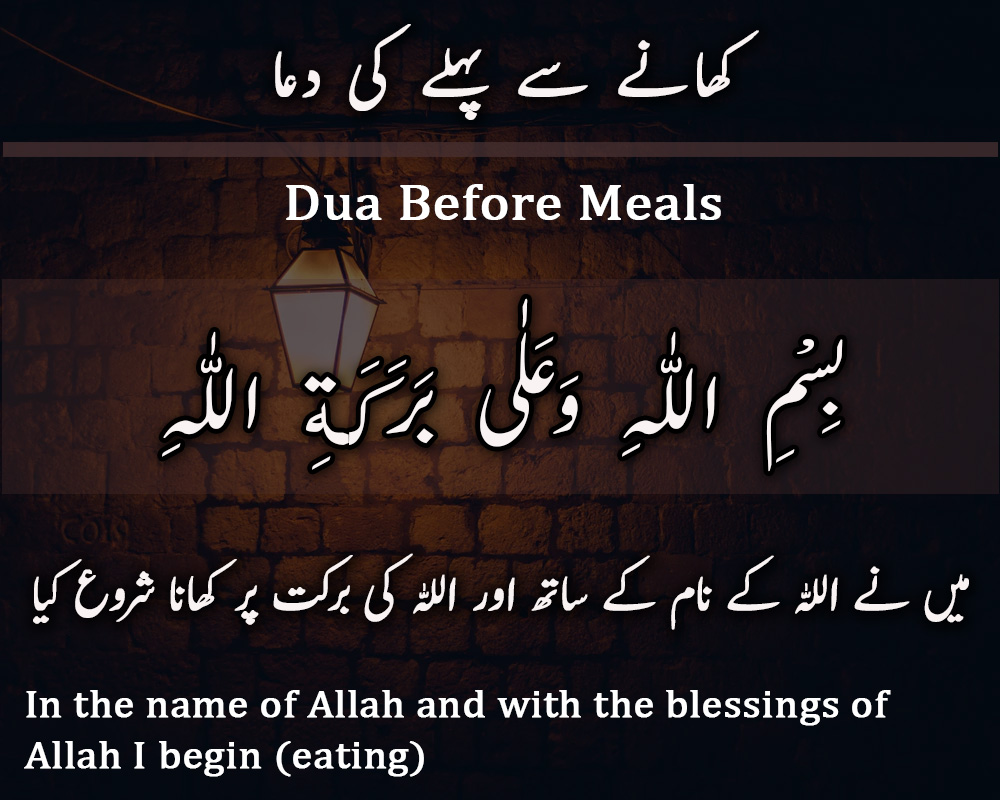 کھانے سے پہلے کی دعا
Dua Before Meals
بِسْمِ اللّٰہِ وَعَلٰی بَرَکَةِ اللّٰہِ
میں نے اللہ کے نام کے ساتھ اور اللہ کی برکت پر کھانا شروع کیا
In the name of Allah and with the blessings of
Allah I begin (eating)